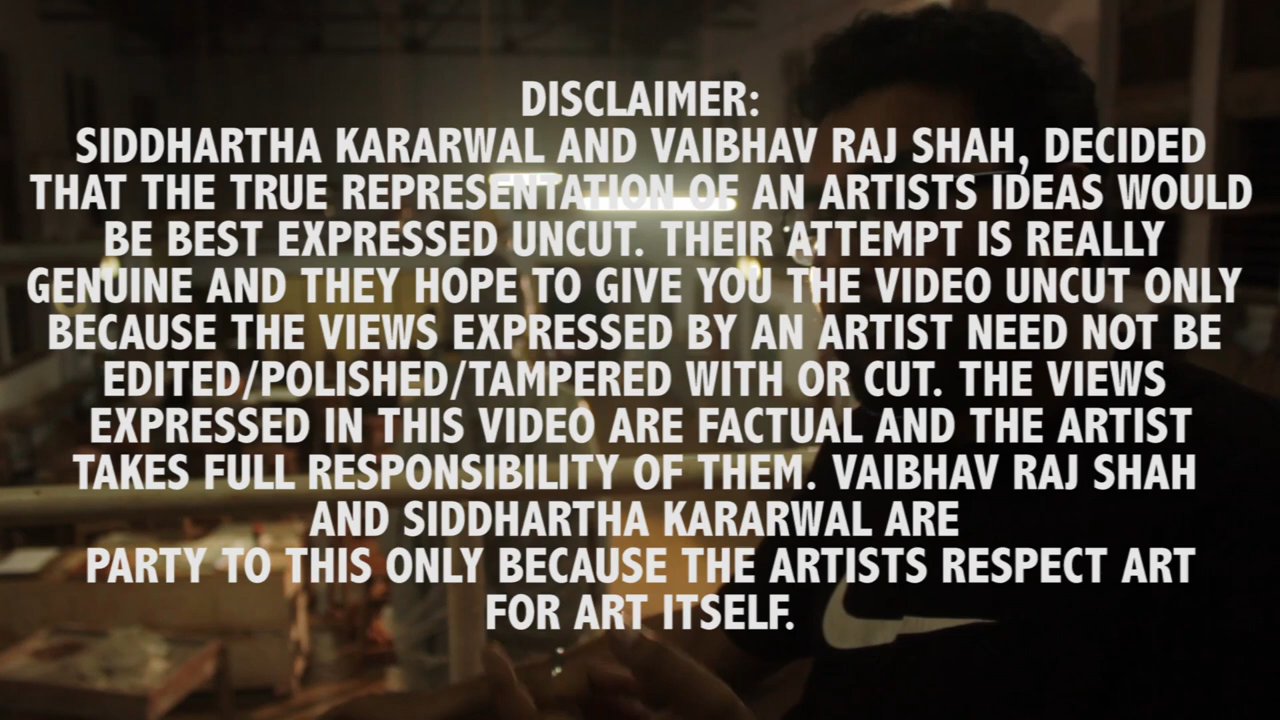 DISCLAIMER:
SIDDHARTHA KARARWAL AND VAIBHAV RAJ SHAH, DECIDED
THAT THE TRUE REPRESENTATION OF AN ARTISTS IDEAS WOULD
BE BEST EXPRESSED UNCUT. THEIR ATTEMPT IS REALLY
GENUINE AND THEY HOPE TO GIVE YOU THE VIDEO UNCUT ONLY
BECAUSE THE VIEWS EXPRESSED BY AN ARTIST NEED NOT BE
EDITED/POLISHED/TAMPERED WITH OR CUT. THE VIEWS
EXPRESSED IN THIS VIDEO ARE FACTUAL AND THE ARTIST
TAKES FULL RESPONSIBILITY OF THEM. VAIBHAV RAJ SHAH
AND SIDDHARTHA KARARWAL ARE
PARTY TO THIS ONLY BECAUSE THE ARTISTS RESPECT ART
FOR ART ITSELF.